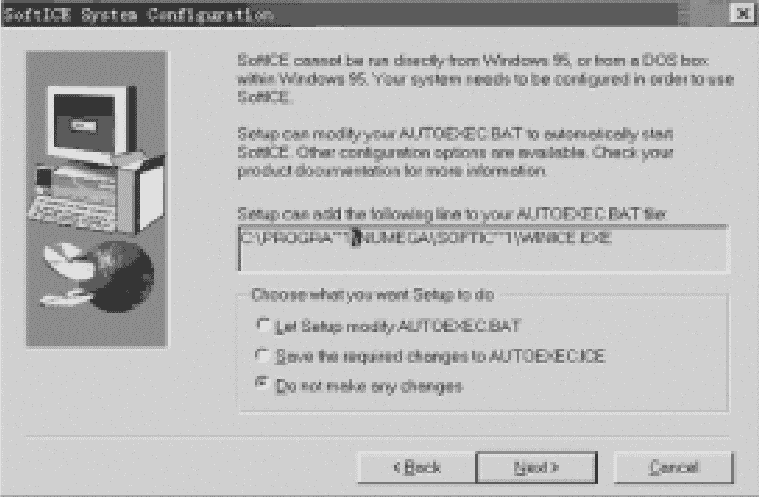 SoftICE System Configuration
SoftICE cannot be run directly from Windows 95, or from a DOS box
within Windows 95. Your system needs to be configured in order to use
SoftICE.
Setup can modify your AUTOEXEC.BAT to automatically start
SoftICE. Other configuration options are available. Check your
product documentation for more information.
Setup can add the following line to your AUTOEXEC.BAT file:
C:\PROGRA~1\NUMEGA\SOFTIC~1\WINICE.EXE
Choose what you want Setup to do
Let Setup modify AUTOEXEC.BAT
Save the required changes to AUTOEXEC.ICE
Do not make any changes
< Back
Next >
Cancel